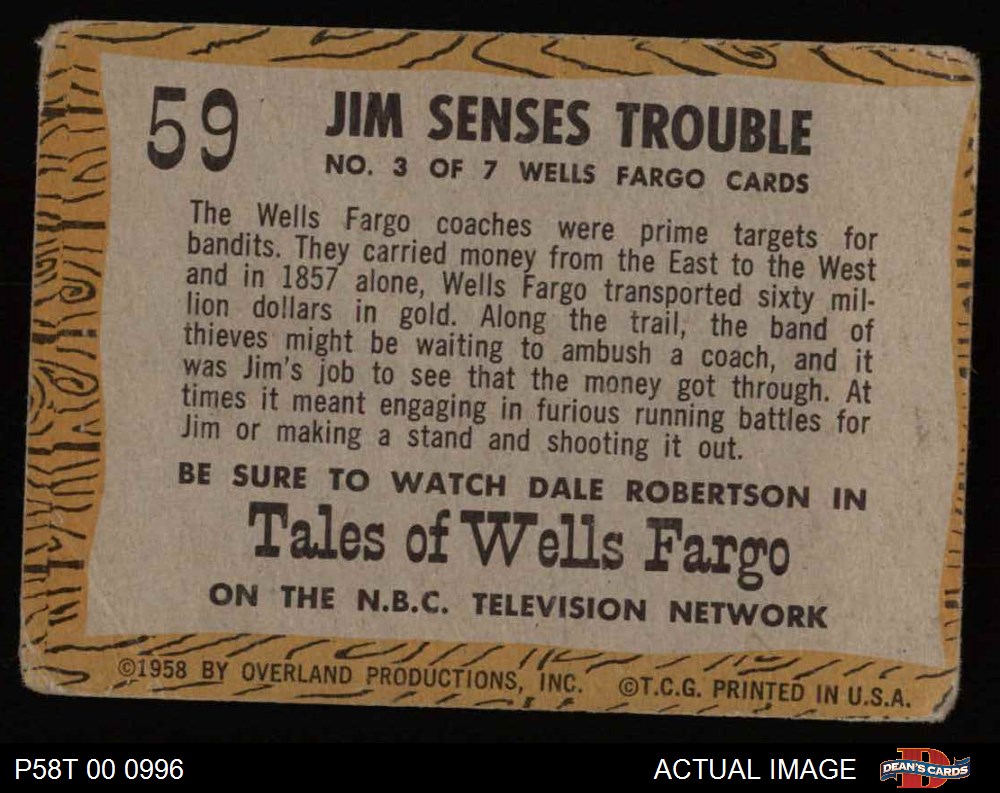 59
JIM SENSES TROUBLE
NO. 3 OF 7 WELLS FARGO CARDS
The Wells Fargo coaches were prime targets for
bandits. They carried money from the East to the West
and in 1857 alone, Wells Fargo transported sixty mil-
lion dollars in gold. Along the trail, the band of
thieves might be waiting to ambush a coach, and it
was Jim's job to see that the money got through. At
times it meant engaging in furious running battles for
Jim or making a stand and shooting it out.
BE SURE TO WATCH DALE ROBERTSON IN
Tales of Wells Fargo
ON THE N.B.C. TELEVISION NETWORK
©1958 BY OVERLAND PRODUCTIONS, INC. ©T.C.G. PRINTED IN U.S.A.
P58T 00 0996 ACTUAL IMAGE DEAN'S CARDS